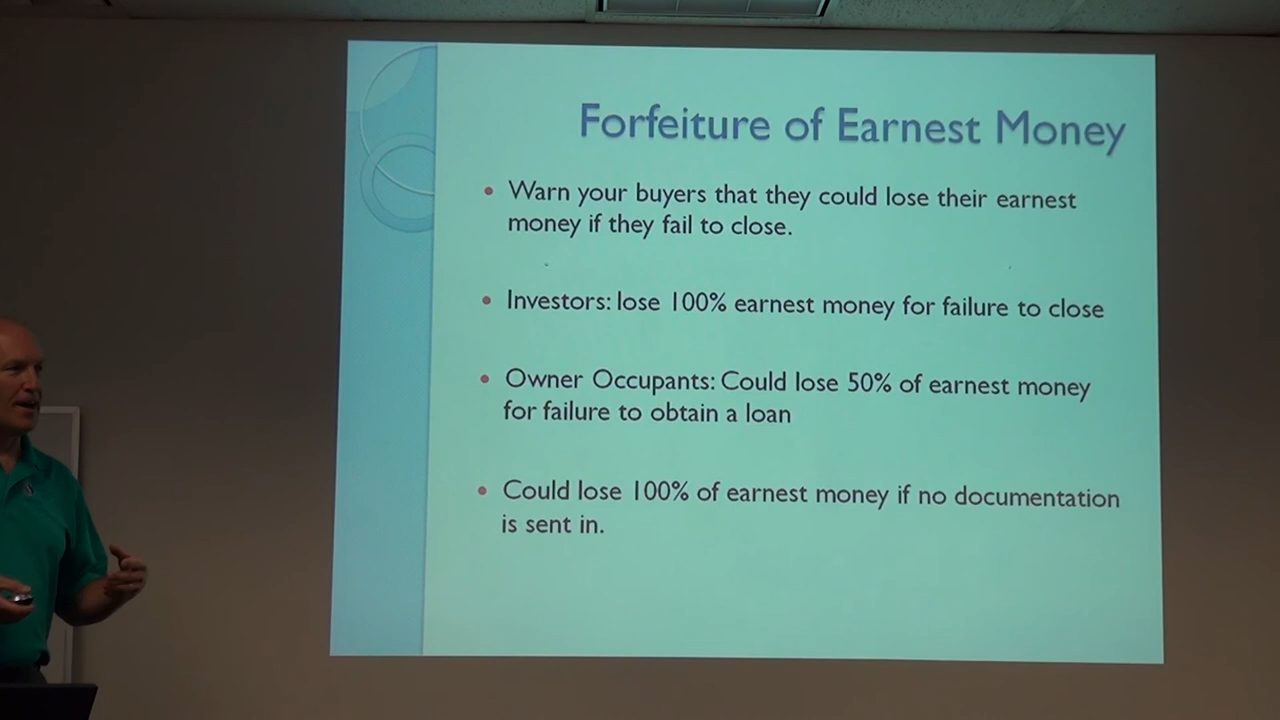 Forfeiture of Earnest Money
• Warn your buyers that they could lose their earnest
money if they fail to close.
• Investors: lose 100% earnest money for failure to close
• Owner Occupants: Could lose 50% of earnest money
for failure to obtain a loan
• Could lose 100% of earnest money if no documentation
is sent in.